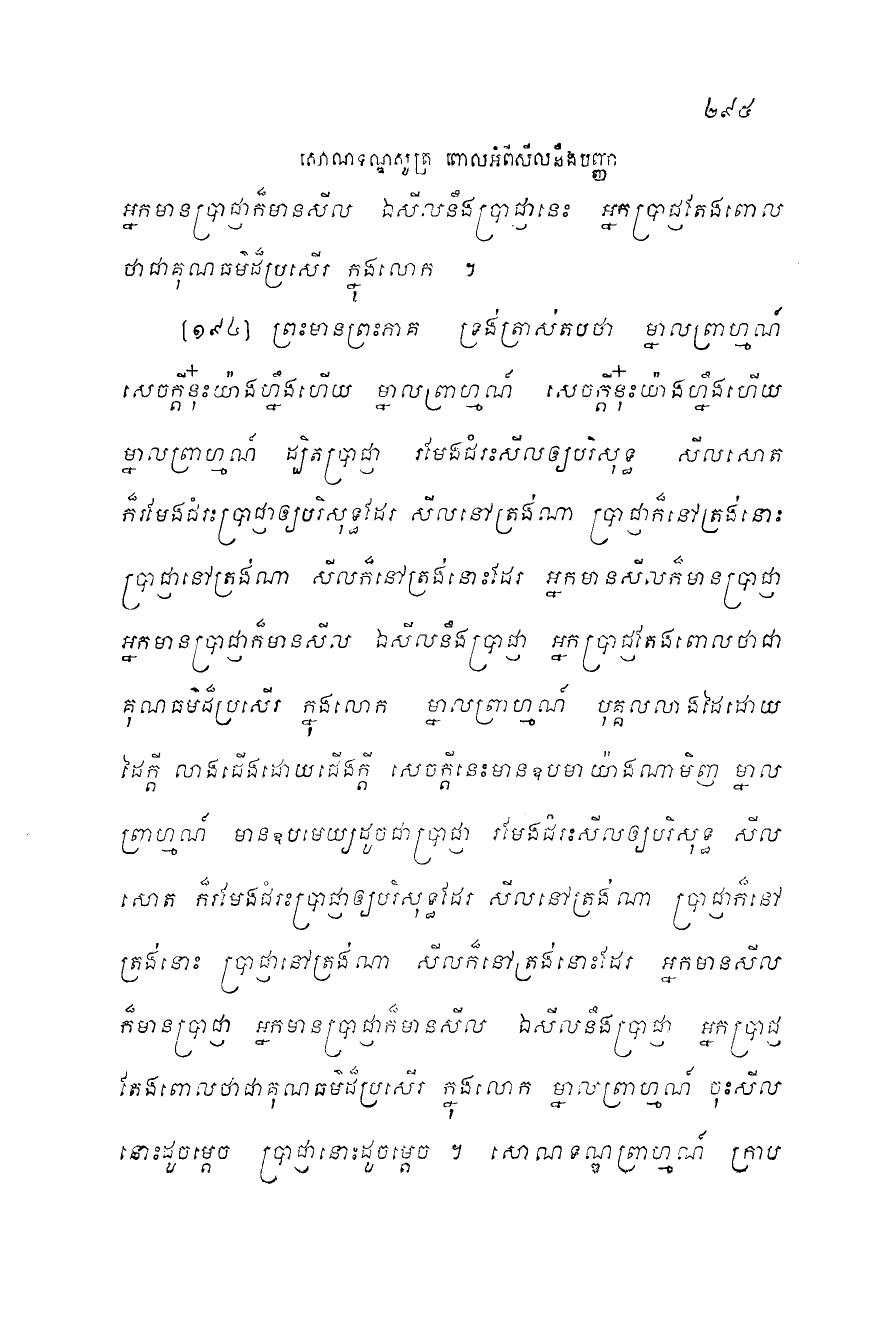 ២៩៥
សោណទណ្ឌសូត្រ ពោលអំពីសីលនឹងបញ្ញា
អ្នកមានប្រាជ្ញាក៏មានសីល ឯសីលនឹងប្រាជ្ញានេះ អ្នកប្រាជ្ញតែងពោល
ថាជាគុណធម៌ដ៏ប្រសើរ ក្នុងលោក ។
[១៩៤] ព្រះមានព្រះភាគ ទ្រង់ត្រាស់តបថា ម្នាលព្រាហ្មណ៍
សេចក្តីនុ៎ះយ៉ាងហ្នឹងហើយ ម្នាលព្រាហ្មណ៍ សេចក្តីនុ៎ះយ៉ាងហ្នឹងហើយ
ម្នាលព្រាហ្មណ៍ ដ្បិតប្រាជ្ញា រមែងជំរះសីលឲ្យបរិសុទ្ធ សីលសោត
ក៏រមែងជំរះប្រាជ្ញាឲ្យបរិសុទ្ធដែរ សីលនៅត្រង់ណា ប្រាជ្ញាក៏នៅត្រង់នោះ
ប្រាជ្ញានៅត្រង់ណា សីលក៏នៅត្រង់នោះដែរ អ្នកមានសីលក៏មានប្រាជ្ញា
អ្នកមានប្រាជ្ញាក៏មានសីល ឯសីលនឹងប្រាជ្ញា អ្នកប្រាជ្ញតែងពោលថាជា
គុណធម៌ដ៏ប្រសើរ ក្នុងលោក ម្នាលព្រាហ្មណ៍ បុគ្គលលាងដៃដោយ
ដៃក្តី លាងជើងដោយជើងក្តី សេចក្តីនេះមានឧបមាយ៉ាងណាមិញ ម្នាល
ព្រាហ្មណ៍ មានឧបមេយ្យដូចជាប្រាជ្ញា រមែងជំរះសីលឲ្យបរិសុទ្ធ សីល
សោត ក៏រមែងជំរះប្រាជ្ញាឲ្យបរិសុទ្ធដែរ សីលនៅត្រង់ណា ប្រាជ្ញាក៏នៅ
ត្រង់នោះ ប្រាជ្ញានៅត្រង់ណា សីលក៏នៅត្រង់នោះដែរ អ្នកមានសីល
ក៏មានប្រាជ្ញា អ្នកមានប្រាជ្ញាក៏មានសីល ឯសីលនឹងប្រាជ្ញា អ្នកប្រាជ្ញ
តែងពោលថាជាគុណធម៌ដ៏ប្រសើរ ក្នុងលោក ម្នាលព្រាហ្មណ៍ ចុះសីល
នោះដូចម្តេច ប្រាជ្ញានោះដូចម្តេច ។ សោណទណ្ឌព្រាហ្មណ៍ ក្រាប